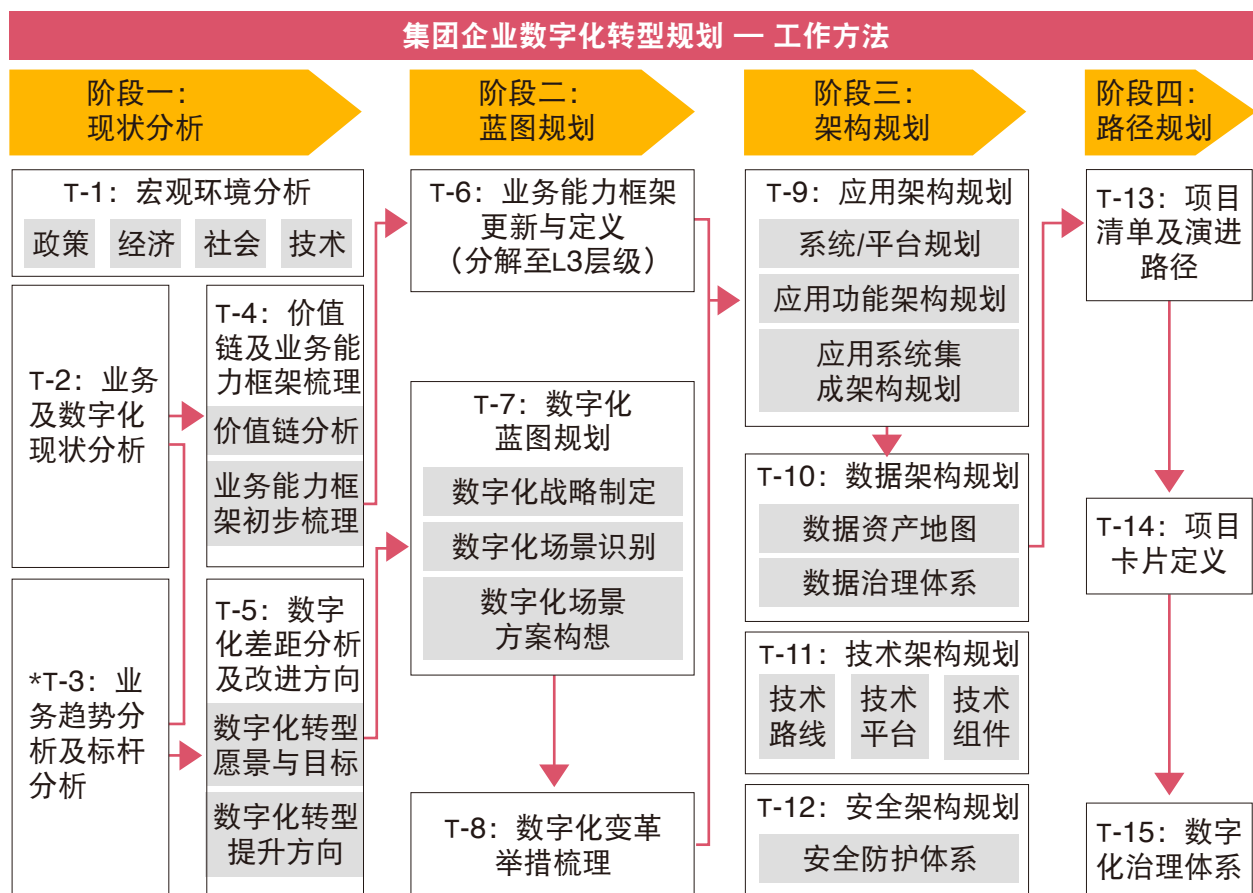 集团企业数字化转型规划 — 工作方法
阶段一：
现状分析
阶段二：
蓝图规划
阶段三：
架构规划
阶段四：
路径规划
T-1：宏观环境分析
政策
经济
社会
技术
T-2：业务
及数字化
现状分析
*T-3：业
务趋势分
析及标杆
分析
T-4：价值
链及业务能
力框架梳理
价值链分析
业务能力框
架初步梳理
T-5：数字
化差距分析
及改进方向
数字化转型
愿景与目标
数字化转型
提升方向
T-6：业务能力框架
更新与定义
（分解至L3层级）
T-7：数字化
蓝图规划
数字化战略制定
数字化场景识别
数字化场景
方案构想
T-8：数字化变革
举措梳理
T-9：应用架构规划
系统/平台规划
应用功能架构规划
应用系统集
成架构规划
T-10：数据架构规划
数据资产地图
数据治理体系
T-11：技术架构规划
技术
路线
技术
平台
技术
组件
T-12：安全架构规划
安全防护体系
T-13：项目
清单及演进
路径
T-14：项目
卡片定义
T-15：数字
化治理体系